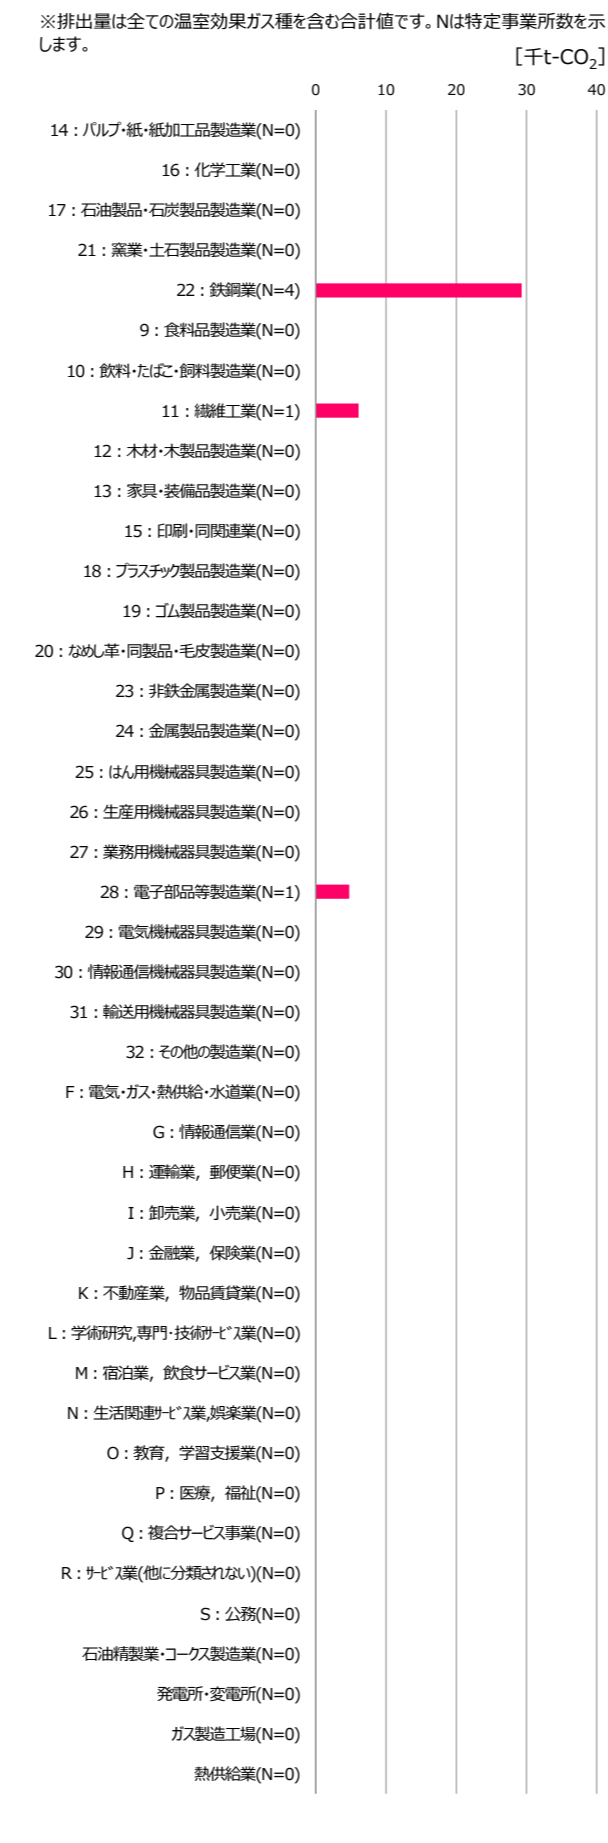 ※排出量は全ての温室効果ガス種を含む合計値です。Nは特定事業所数を示
します。
[千t-CO₂]
0 10 20 30 40
14：パルプ・紙・紙加工品製造業(N=0)
16：化学工業(N=0)
17：石油製品・石炭製品製造業(N=0)
21：窯業・土石製品製造業(N=0)
22：鉄鋼業(N=4)
9：食料品製造業(N=0)
10：飲料・たばこ・飼料製造業(N=0)
11：繊維工業(N=1)
12：木材・木製品製造業(N=0)
13：家具・装備品製造業(N=0)
15：印刷・同関連業(N=0)
18：プラスチック製品製造業(N=0)
19：ゴム製品製造業(N=0)
20：なめし革・同製品・毛皮製造業(N=0)
23：非鉄金属製造業(N=0)
24：金属製品製造業(N=0)
25：はん用機械器具製造業(N=0)
26：生産用機械器具製造業(N=0)
27：業務用機械器具製造業(N=0)
28：電子部品等製造業(N=1)
29：電気機械器具製造業(N=0)
30：情報通信機械器具製造業(N=0)
31：輸送用機械器具製造業(N=0)
32：その他の製造業(N=0)
F：電気・ガス・熱供給・水道業(N=0)
G：情報通信業(N=0)
H：運輸業，郵便業(N=0)
I：卸売業，小売業(N=0)
J：金融業，保険業(N=0)
K：不動産業，物品賃貸業(N=0)
L：学術研究,専門・技術ｻｰﾋﾞｽ業(N=0)
M：宿泊業，飲食サービス業(N=0)
N：生活関連ｻｰﾋﾞｽ業,娯楽業(N=0)
O：教育，学習支援業(N=0)
P：医療，福祉(N=0)
Q：複合サービス事業(N=0)
R：ｻｰﾋﾞｽ業(他に分類されない)(N=0)
S：公務(N=0)
石油精製業・コークス製造業(N=0)
発電所・変電所(N=0)
ガス製造工場(N=0)
熱供給業(N=0)